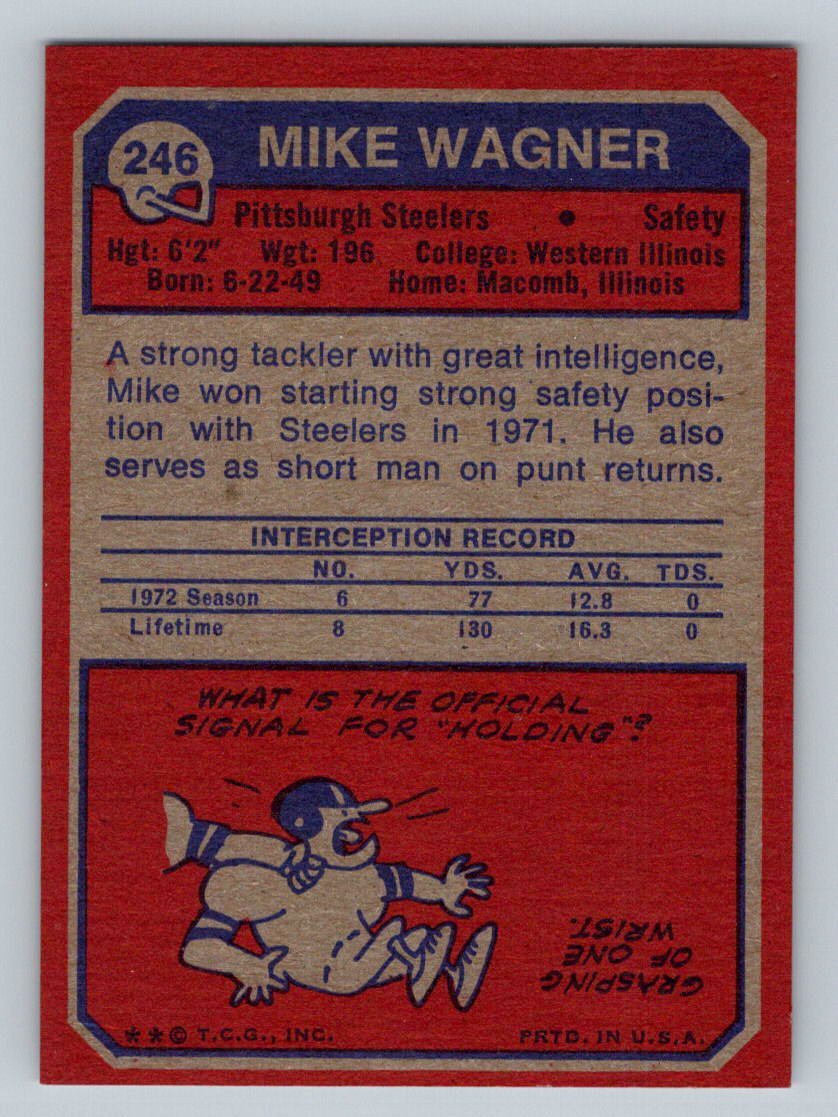 246
MIKE WAGNER
Pittsburgh Steelers • Safety
Hgt: 6'2" Wgt: 196 College: Western Illinois
Born: 6-22-49 Home: Macomb, Illinois
A strong tackler with great intelligence,
Mike won starting strong safety posi-
tion with Steelers in 1971. He also
serves as short man on punt returns.
INTERCEPTION RECORD
NO. YDS. AVG. TDS.
1972 Season 6 77 12.8 0
Lifetime 8 130 16.3 0
WHAT IS THE OFFICIAL
SIGNAL FOR "HOLDING"?
GRASPING
OF ONE
WRIST.
**© T.C.G., INC. PRTD. IN U.S.A.